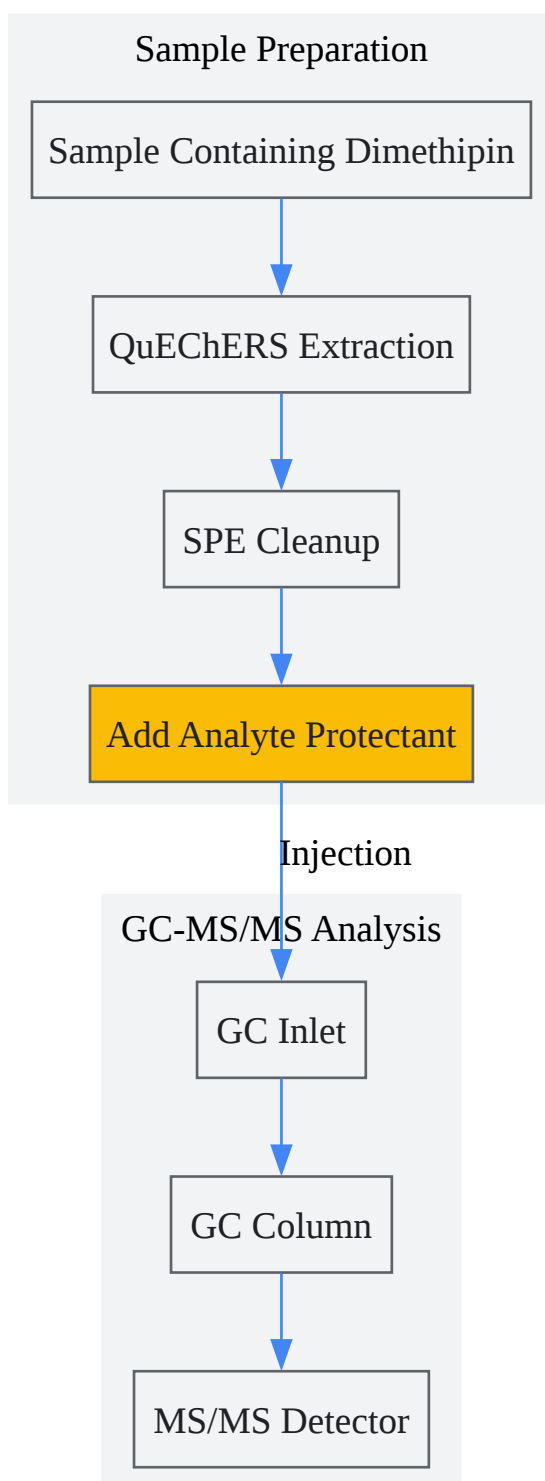 Sample Preparation
Sample Containing Dimethipin
QuEChERS Extraction
SPE Cleanup
Add Analyte Protectant
Injection
GC-MS/MS Analysis
GC Inlet
GC Column
MS/MS Detector